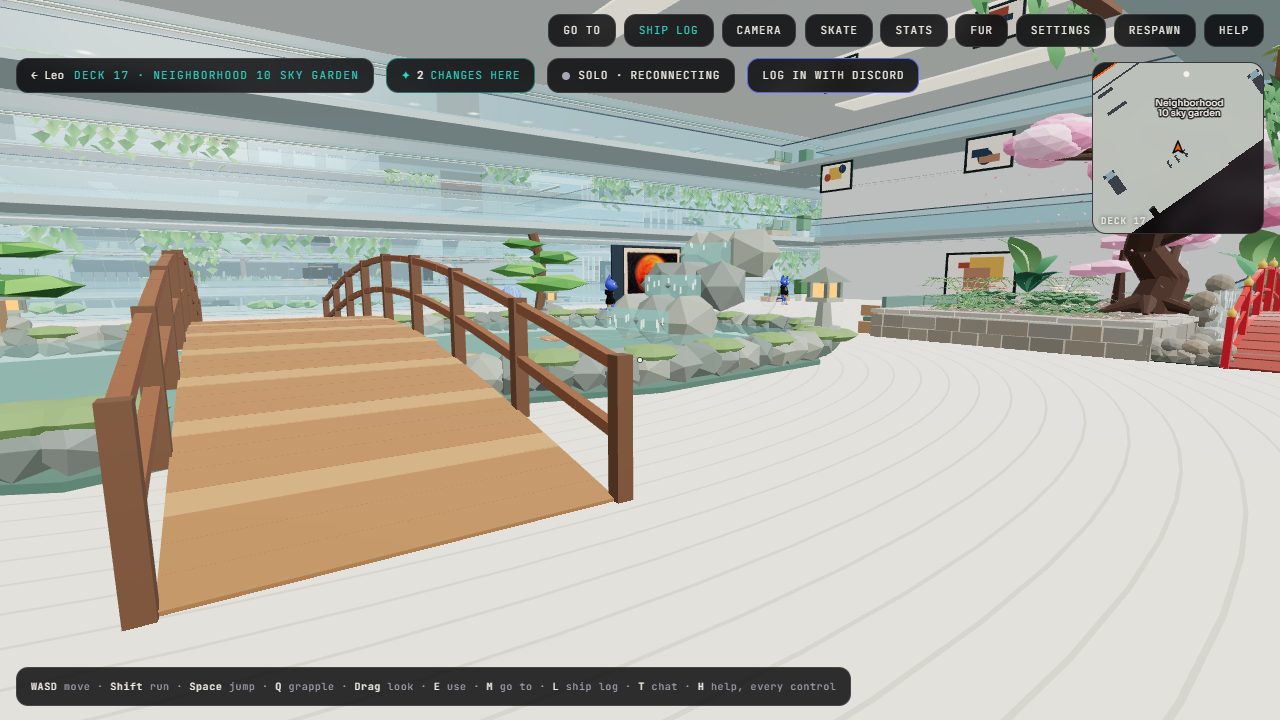 GO TO
SHIP LOG
CAMERA
SKATE
STATS
FUR
SETTINGS
RESPAWN
HELP
← Leo DECK 17 · NEIGHBORHOOD 10 SKY GARDEN
✦ 2 CHANGES HERE
SOLO · RECONNECTING
LOG IN WITH DISCORD
Neighborhood
10 sky garden
DECK 17
WASD move · Shift run · Space jump · Q grapple · Drag look · E use · M go to · L ship log · T chat · H help, every control